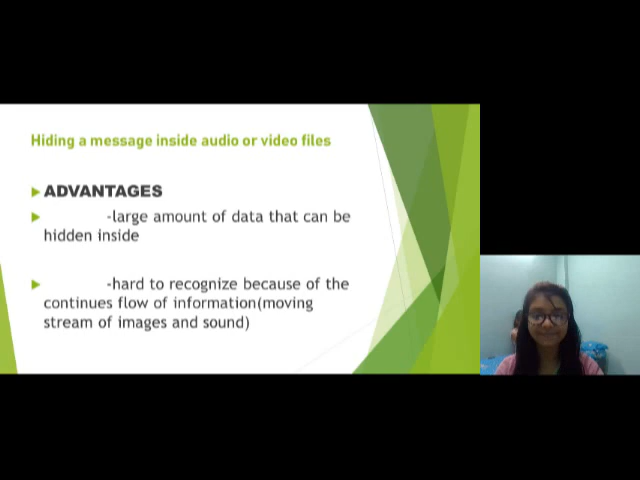 Hiding a message inside audio or video files
ADVANTAGES
-large amount of data that can be
hidden inside
-hard to recognize because of the
continues flow of information(moving
stream of images and sound)